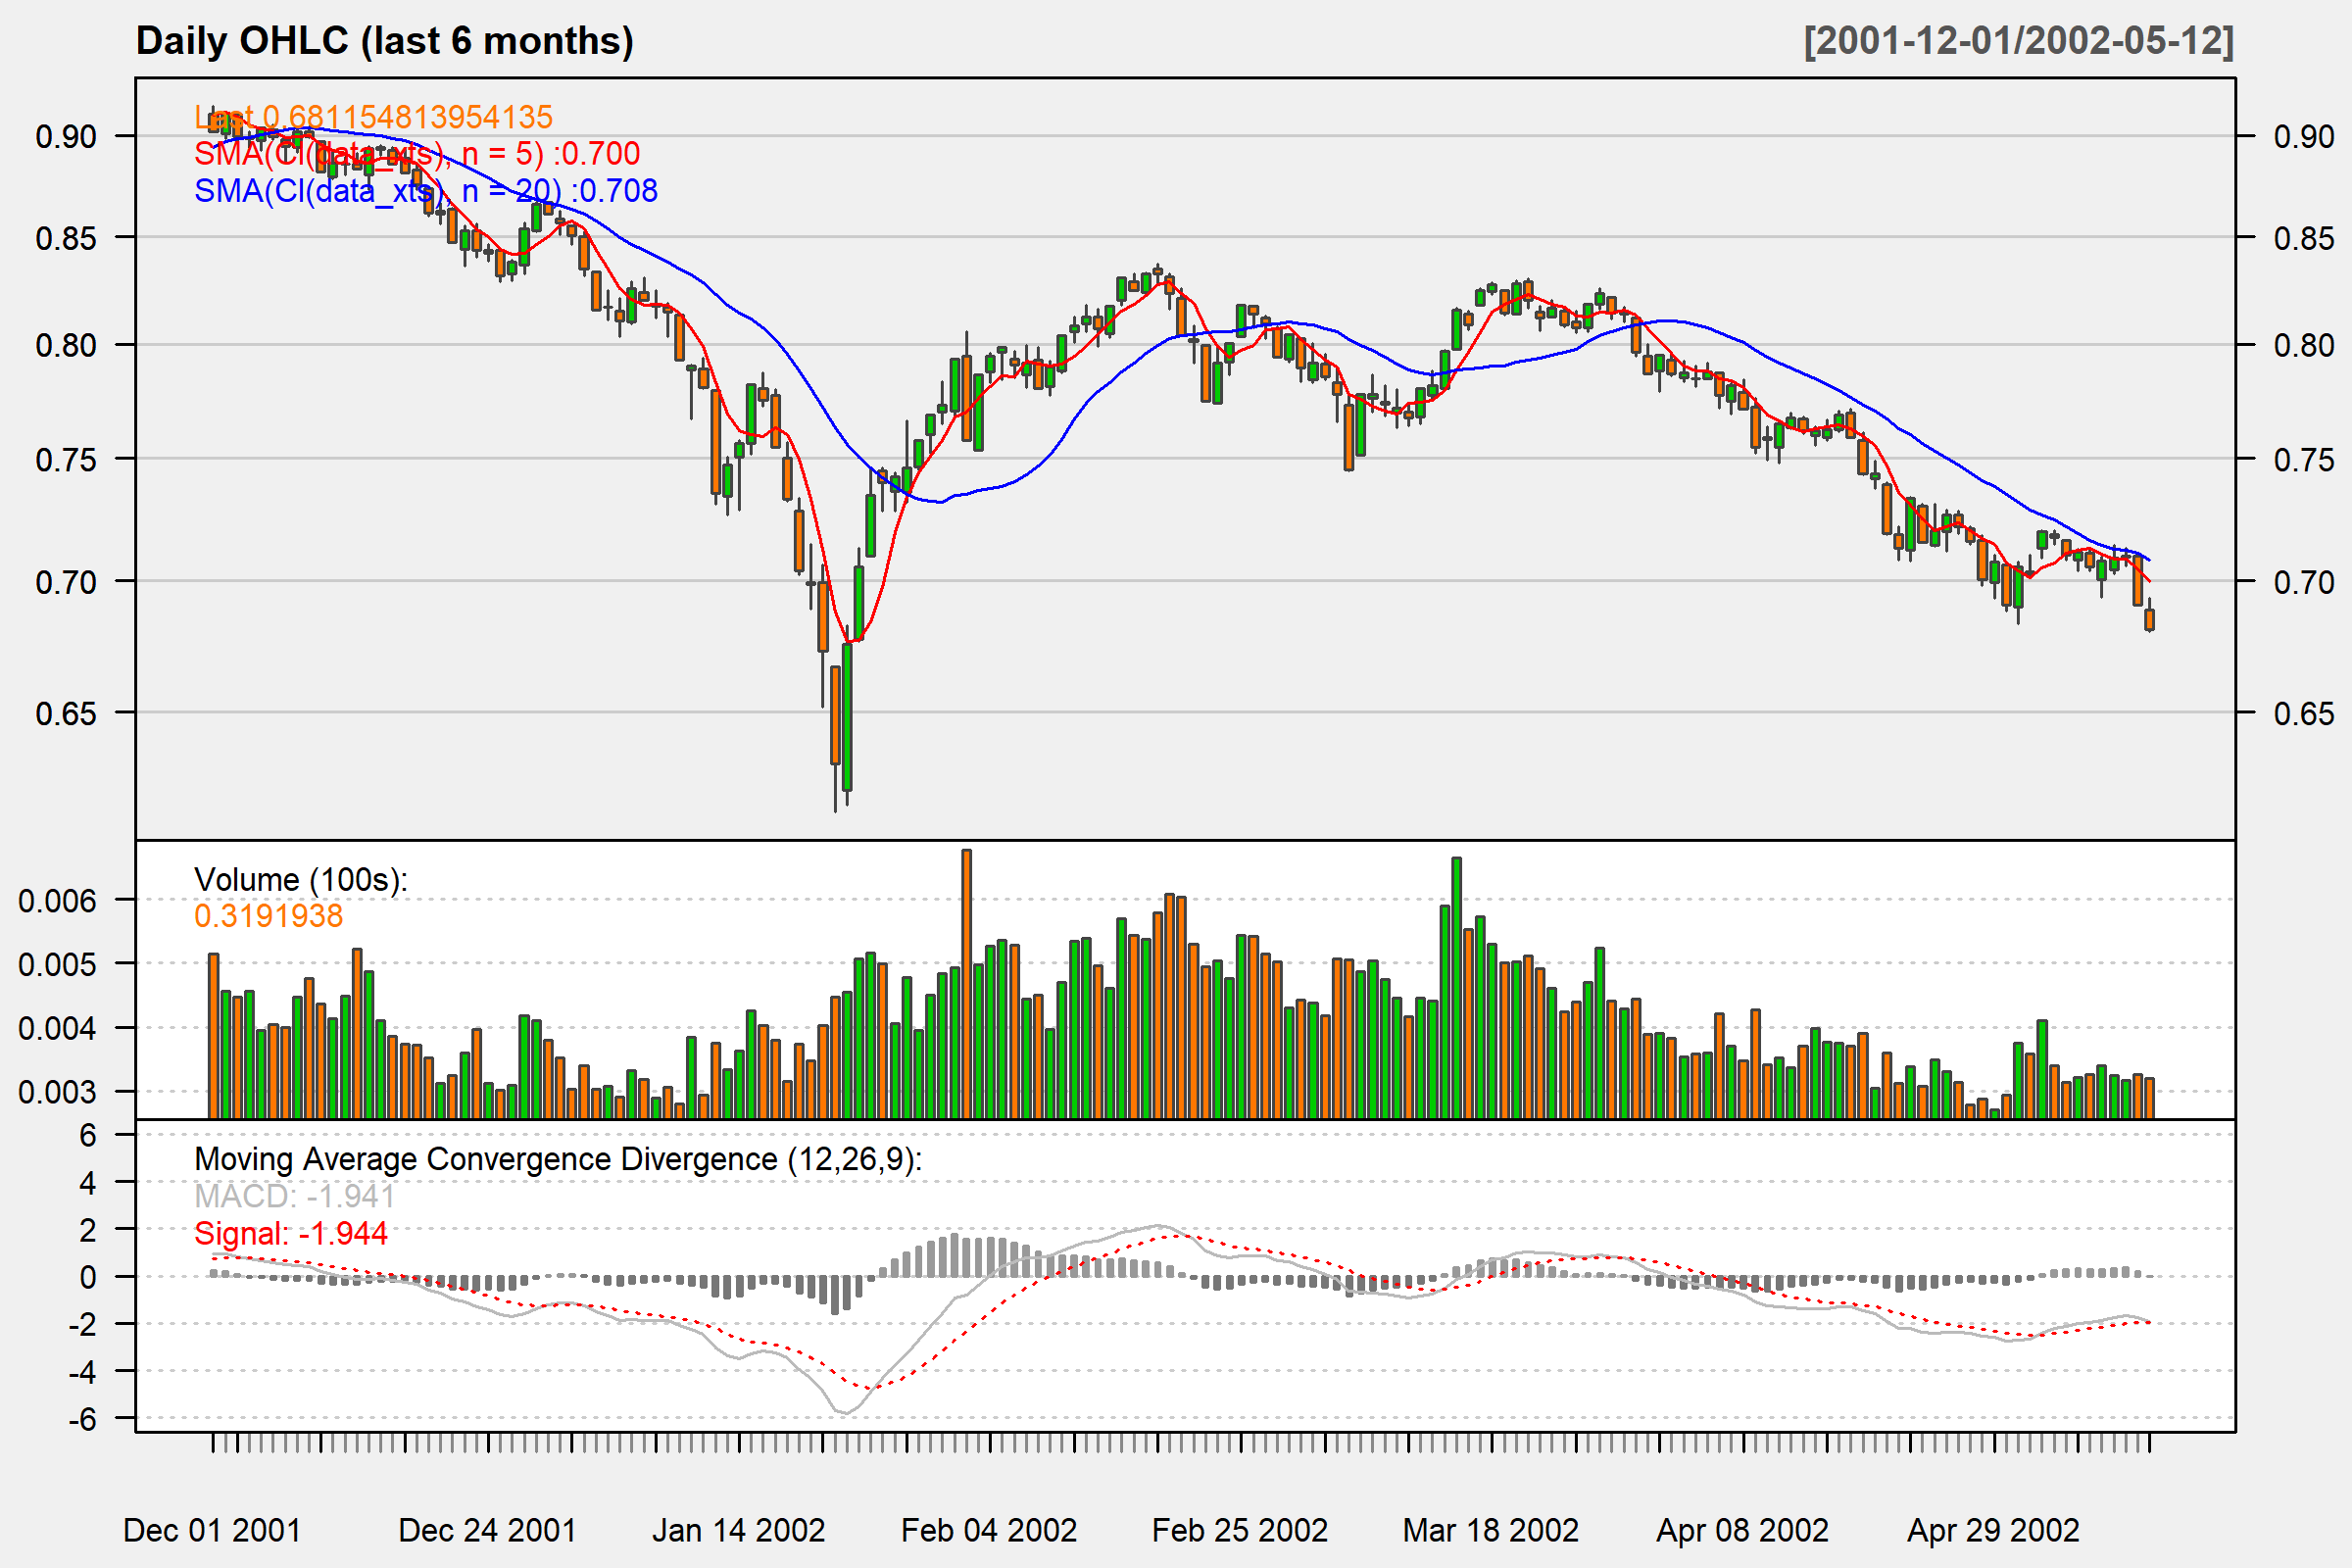 Daily OHLC (last 6 months) [2001-12-01/2002-05-12]
Last 0.681154813954135
SMA(Cl(data_xts), n = 5) :0.700
SMA(Cl(data_xts), n = 20) :0.708
0.90 0.90
0.85 0.85
0.80 0.80
0.75 0.75
0.70 0.70
0.65 0.65
Volume (100s):
0.3191938
0.006
0.005
0.004
0.003
Moving Average Convergence Divergence (12,26,9):
MACD: -1.941
Signal: -1.944
6
4
2
0
-2
-4
-6
Dec 01 2001 Dec 24 2001 Jan 14 2002 Feb 04 2002 Feb 25 2002 Mar 18 2002 Apr 08 2002 Apr 29 2002